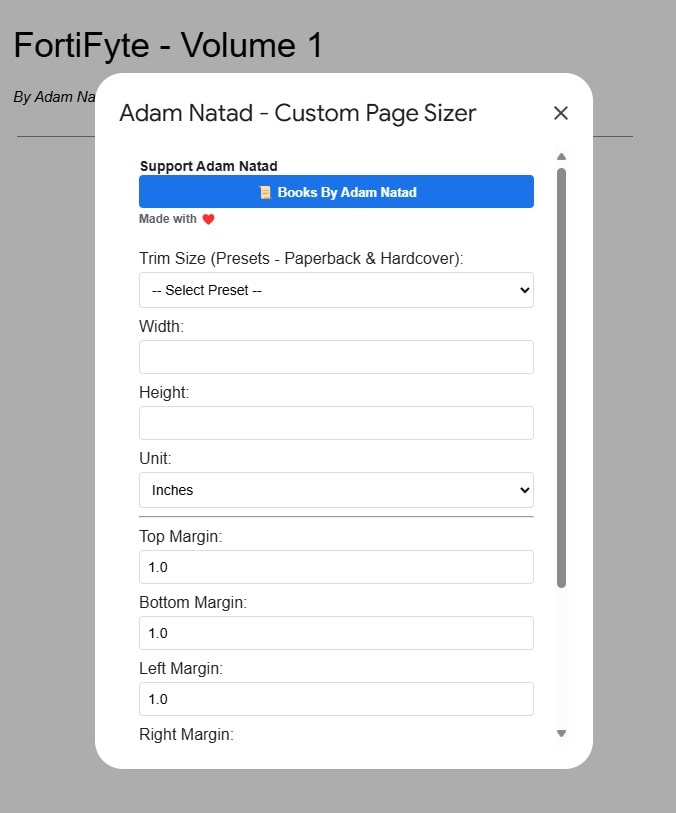 FortiFyte - Volume 1
By Adam Na
Adam Natad - Custom Page Sizer
Support Adam Natad
Books By Adam Natad
Made with ❤️
Trim Size (Presets - Paperback & Hardcover):
-- Select Preset --
Width:
Height:
Unit:
Inches
Top Margin:
1.0
Bottom Margin:
1.0
Left Margin:
1.0
Right Margin: